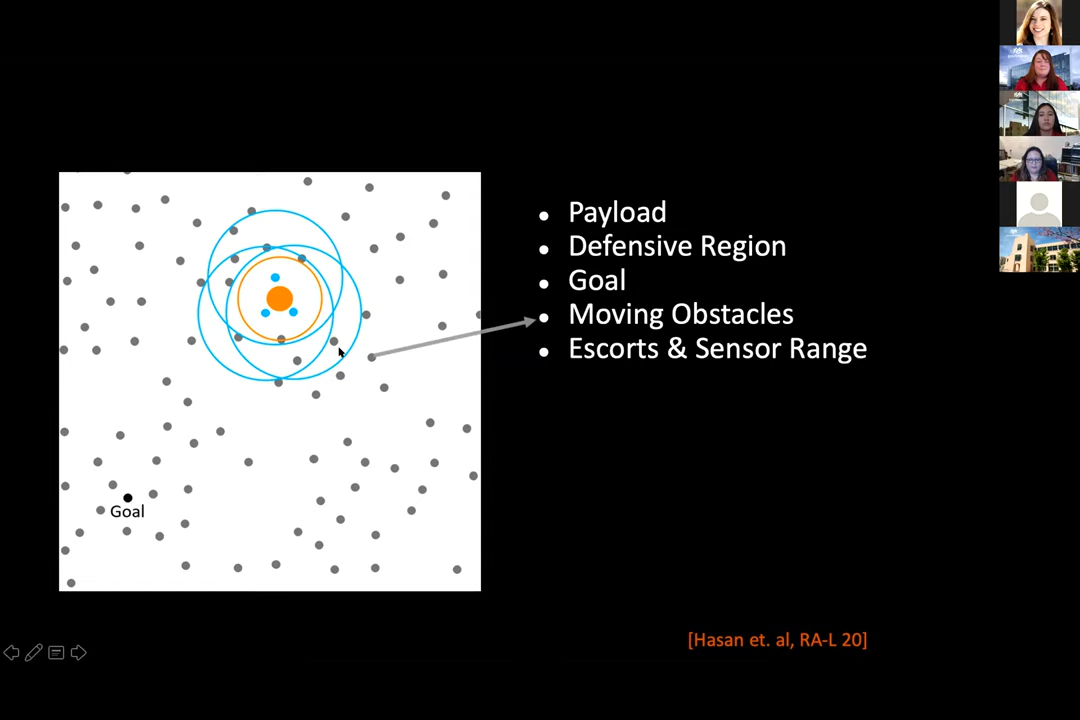 Payload
Defensive Region
Goal
Moving Obstacles
Escorts & Sensor Range
Goal
[Hasan et. al, RA-L 20]